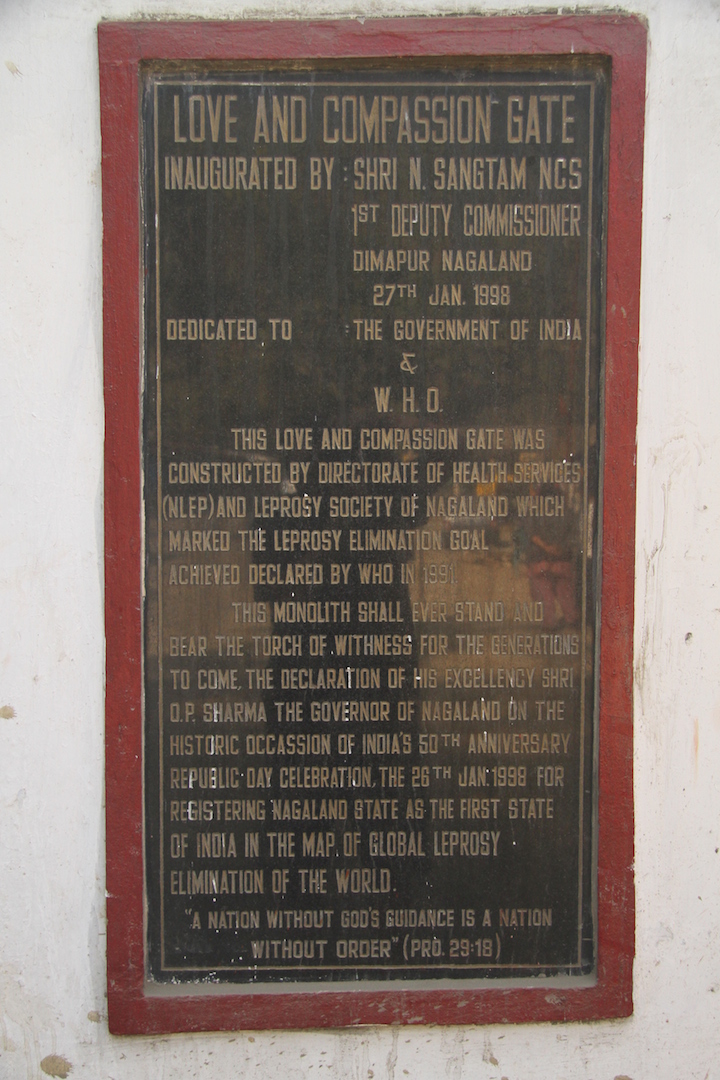 LOVE AND COMPASSION GATE
INAUGURATED BY : SHRI N. SANGTAM NCS
1ST DEPUTY COMMISSIONER
DIMAPUR NAGALAND
27TH JAN. 1998
DEDICATED TO : THE GOVERNMENT OF INDIA
&
W. H. O.
THIS LOVE AND COMPASSION GATE WAS
CONSTRUCTED BY DIRECTORATE OF HEALTH SERVICES
(NLEP) AND LEPROSY SOCIETY OF NAGALAND WHICH
MARKED THE LEPROSY ELIMINATION GOAL
ACHIEVED DECLARED BY WHO IN 1991.
THIS MONOLITH SHALL EVER STAND AND
BEAR THE TORCH OF WITHNESS FOR THE GENERATIONS
TO COME, THE DECLARATION OF HIS EXCELLENCY SHRI
O.P. SHARMA THE GOVERNOR OF NAGALAND ON THE
HISTORIC OCCASSION OF INDIA'S 50TH ANNIVERSARY
REPUBLIC DAY CELEBRATION, THE 26TH JAN. 1998 FOR
REGISTERING NAGALAND STATE AS THE FIRST STATE
OF INDIA IN THE MAP. OF GLOBAL LEPROSY
ELIMINATION OF THE WORLD.
"A NATION WITHOUT GOD'S GUIDANCE IS A NATION
WITHOUT ORDER" (PRO. 29:18)